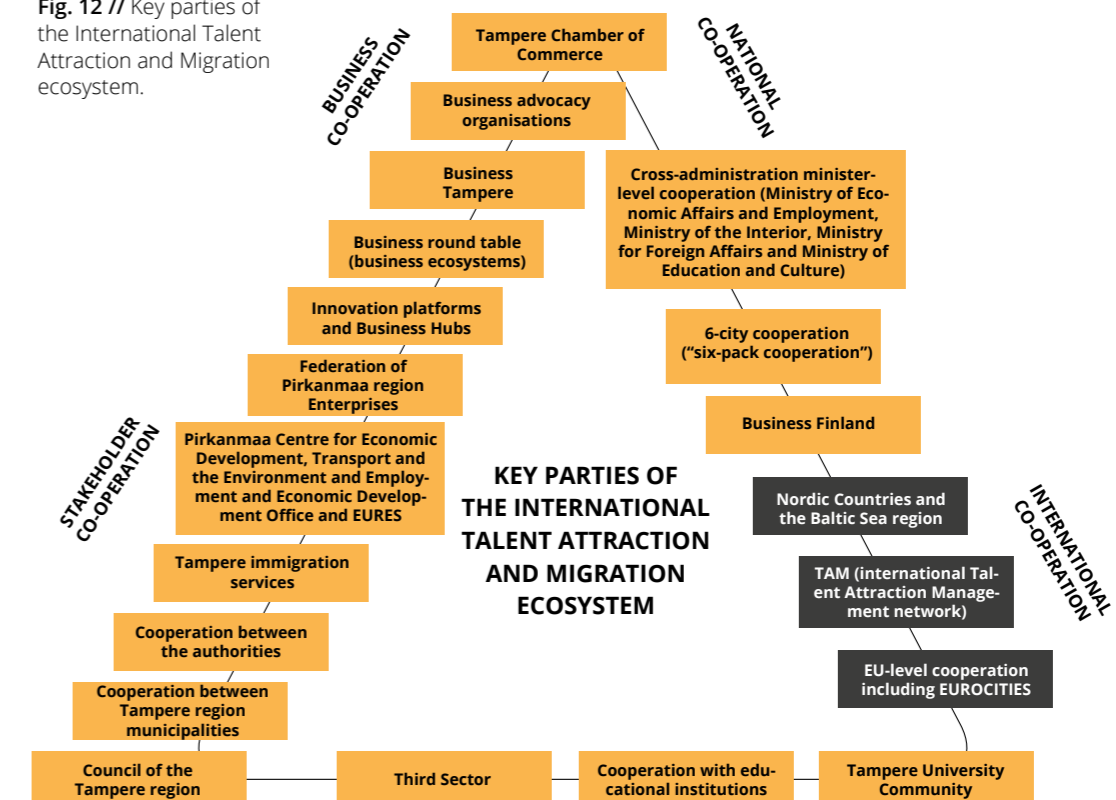 Fig. 12 // Key parties of
the International Talent
Attraction and Migration
ecosystem.
BUSINESS
CO-OPERATION
NATIONAL
CO-OPERATION
Tampere Chamber of
Commerce
Business advocacy
organisations
Business
Tampere
Business round table
(business ecosystems)
Innovation platforms
and Business Hubs
Federation of
Pirkanmaa region
Enterprises
STAKEHOLDER
CO-OPERATION
Pirkanmaa Centre for Economic
Development, Transport and
the Environment and Employ-
ment and Economic Develop-
ment Office and EURES
Tampere immigration
services
Cooperation between
the authorities
Cooperation between
Tampere region
municipalities
Council of the
Tampere region
Third Sector
Cooperation with edu-
cational institutions
Tampere University
Community
Cross-administration minister-
level cooperation (Ministry of Eco-
nomic Affairs and Employment,
Ministry of the Interior, Ministry
for Foreign Affairs and Ministry of
Education and Culture)
6-city cooperation
(“six-pack cooperation”)
Business Finland
Nordic Countries and
the Baltic Sea region
TAM (international Tal-
ent Attraction Manage-
ment network)
EU-level cooperation
including EUROCITIES
INTERNATIONAL
CO-OPERATION
KEY PARTIES OF
THE INTERNATIONAL
TALENT ATTRACTION
AND MIGRATION
ECOSYSTEM